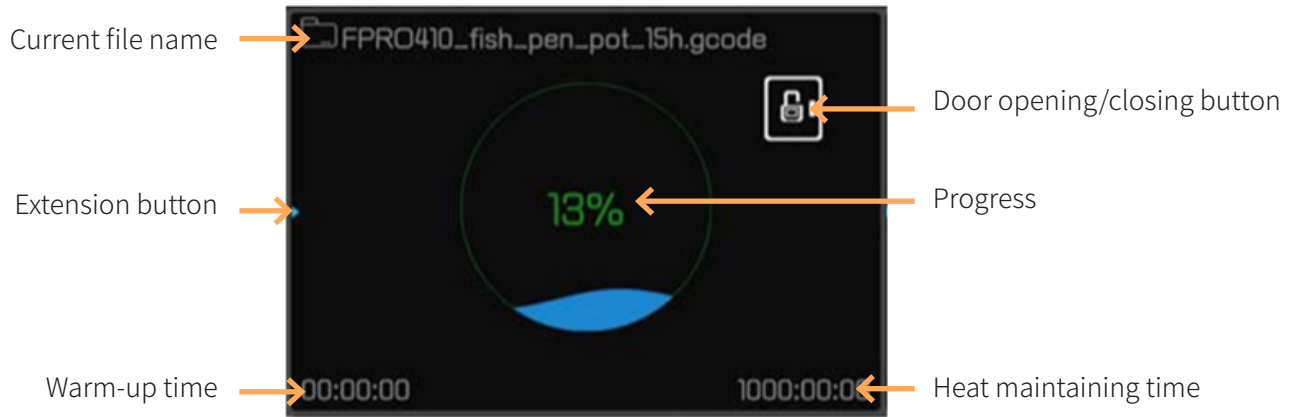 Current file name
FPRO410_fish_pen_pot_15h.gcode
Door opening/closing button
Extension button
13%
Progress
Warm-up time
00:00:00
1000:00:00
Heat maintaining time